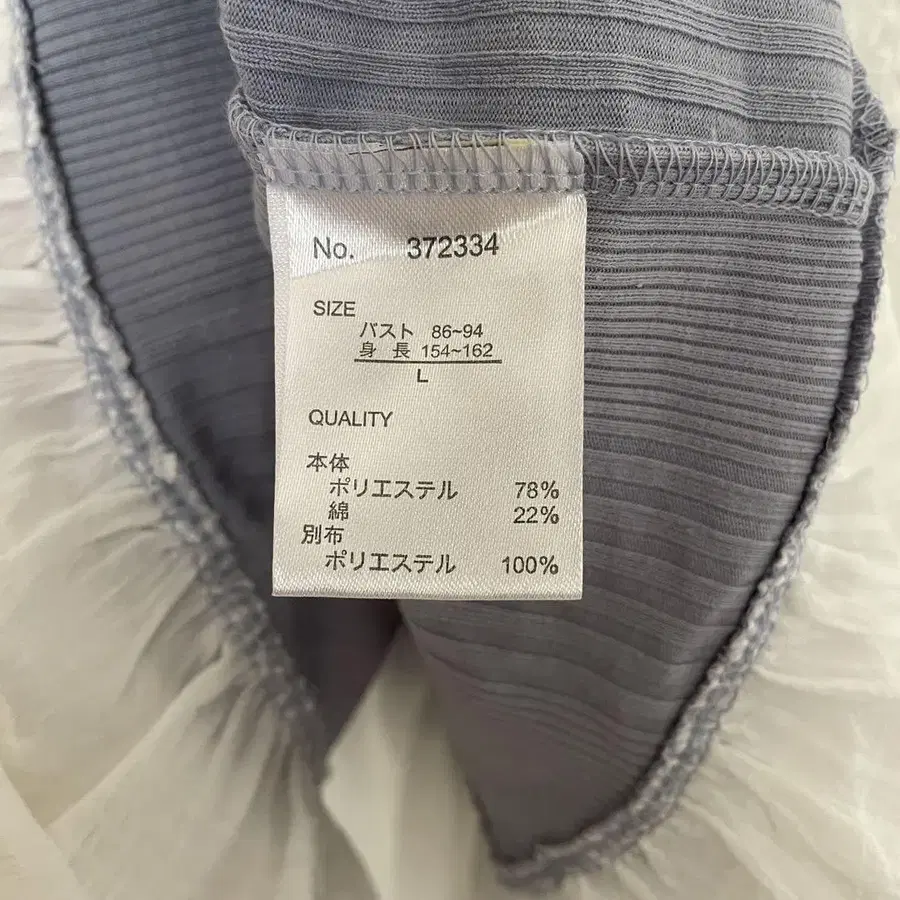 No. 372334
SIZE
バスト 86~94
身 長 154~162
L
QUALITY
本体
ポリエステル 78%
綿 22%
別布
ポリエステル 100%